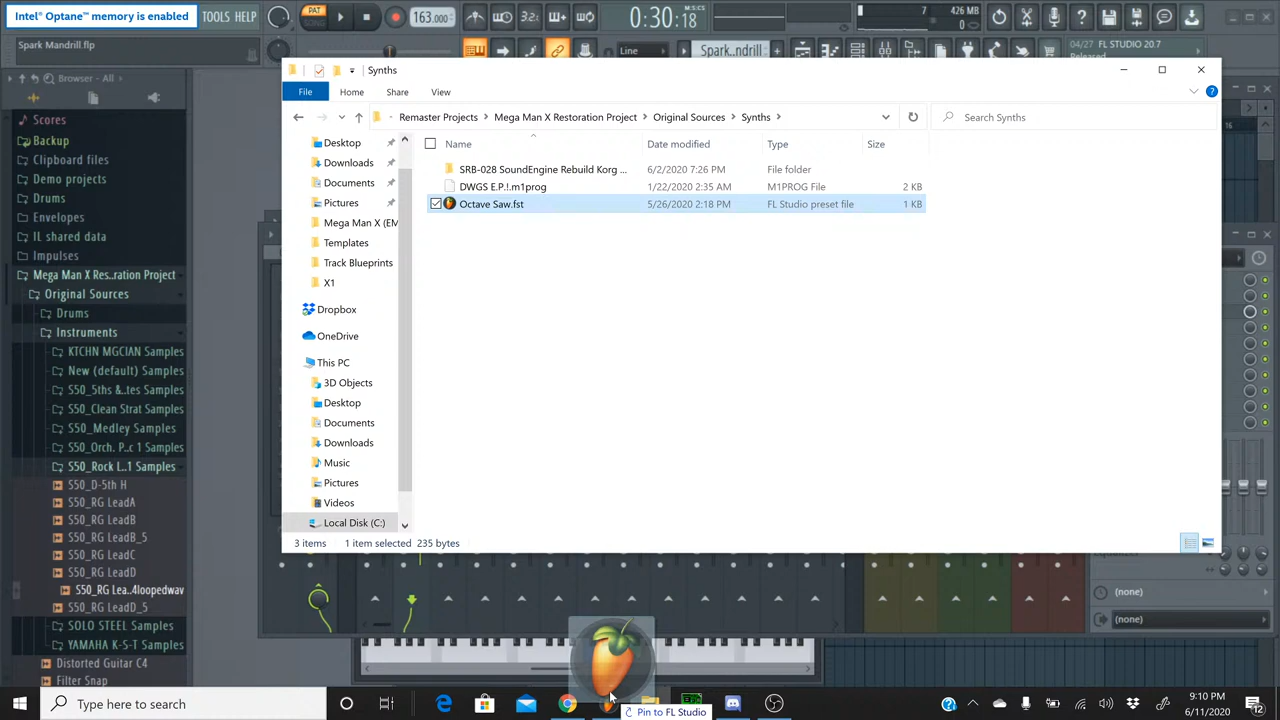 Intel® Optane™ memory is enabled
TOOLS HELP
PAT
163.000
3.2
0:30:18
M:S:CS
7
426 MB
0
Spark Mandrill.flp
Line
Spark..ndrill
04/27 FL STUDIO 20.7
Released
Browser - All
Scores
Backup
Clipboard files
Demo projects
Drums
Envelopes
IL shared data
Impulses
Mega Man X Res..ration Project
Original Sources
Drums
Instruments
KTCHN MGCIAN Samples
New (default) Samples
S50_5ths &..tes Samples
S50_Clean Strat Samples
S50_Medley Samples
S50_Orch. P..c 1 Samples
S50_Rock L..1 Samples
S50_D-5th H
S50_RG LeadA
S50_RG LeadB
S50_RG LeadB_5
S50_RG LeadC
S50_RG LeadD
S50_RG Lea..4loopedwav
S50_RG LeadD_5
SOLO STEEL Samples
YAMAHA K-S-T Samples
Distorted Guitar C4
Filter Snap
Synths
File Home Share View
Remaster Projects > Mega Man X Restoration Project > Original Sources > Synths >
Search Synths
Name Date modified Type Size
SRB-028 SoundEngine Rebuild Korg ... 6/2/2020 7:26 PM File folder
DWGS E.P.!.m1prog 1/22/2020 2:35 AM M1PROG File 2 KB
Octave Saw.fst 5/26/2020 2:18 PM FL Studio preset file 1 KB
Desktop
Downloads
Documents
Pictures
Mega Man X (EM
Templates
Track Blueprints
X1
Dropbox
OneDrive
This PC
3D Objects
Desktop
Documents
Downloads
Music
Pictures
Videos
Local Disk (C:)
3 items 1 item selected 235 bytes
16
(none)
(none)
Type here to search
Pin to FL Studio
9:10 PM
6/11/2020
2